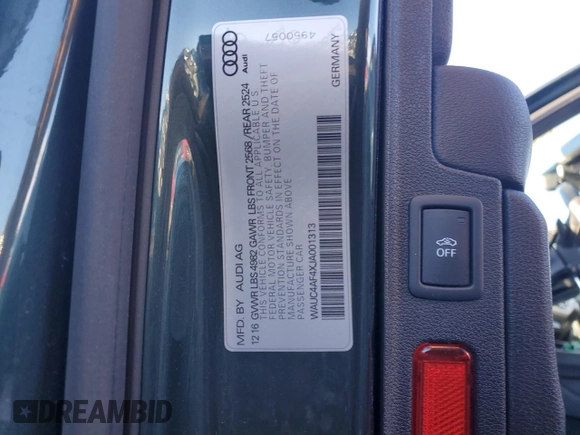 MFD. BY AUDI AG
Audi
12 16 GVWR LBS 4982 GAWR LBS FRONT 2568 / REAR 2524
THIS VEHICLE CONFORMS TO ALL APPLICABLE U.S.
FEDERAL MOTOR VEHICLE SAFETY, BUMPER AND THEFT
PREVENTION STANDARDS IN EFFECT ON THE DATE OF
MANUFACTURE SHOWN ABOVE.
PASSENGER CAR
WAUC4AF4XJA001313
GERMANY
OFF
DREAMBID